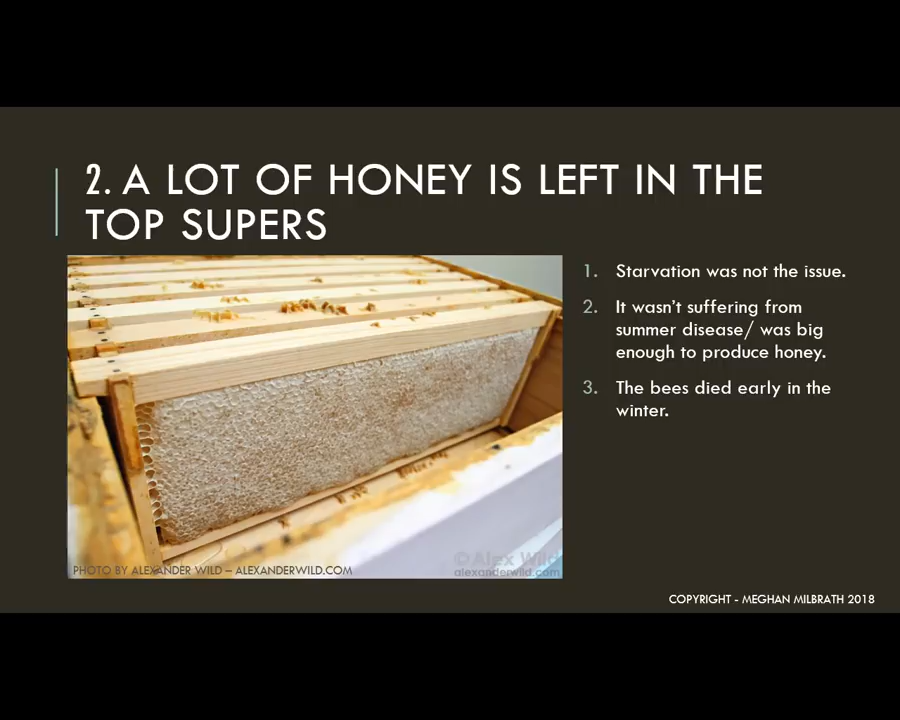 2. A LOT OF HONEY IS LEFT IN THE
TOP SUPERS
1. Starvation was not the issue.
2. It wasn't suffering from
summer disease/ was big
enough to produce honey.
3. The bees died early in the
winter.
© Alex Wild
alexanderwild.com
PHOTO BY ALEXANDER WILD – ALEXANDERWILD.COM
COPYRIGHT - MEGHAN MILBRATH 2018